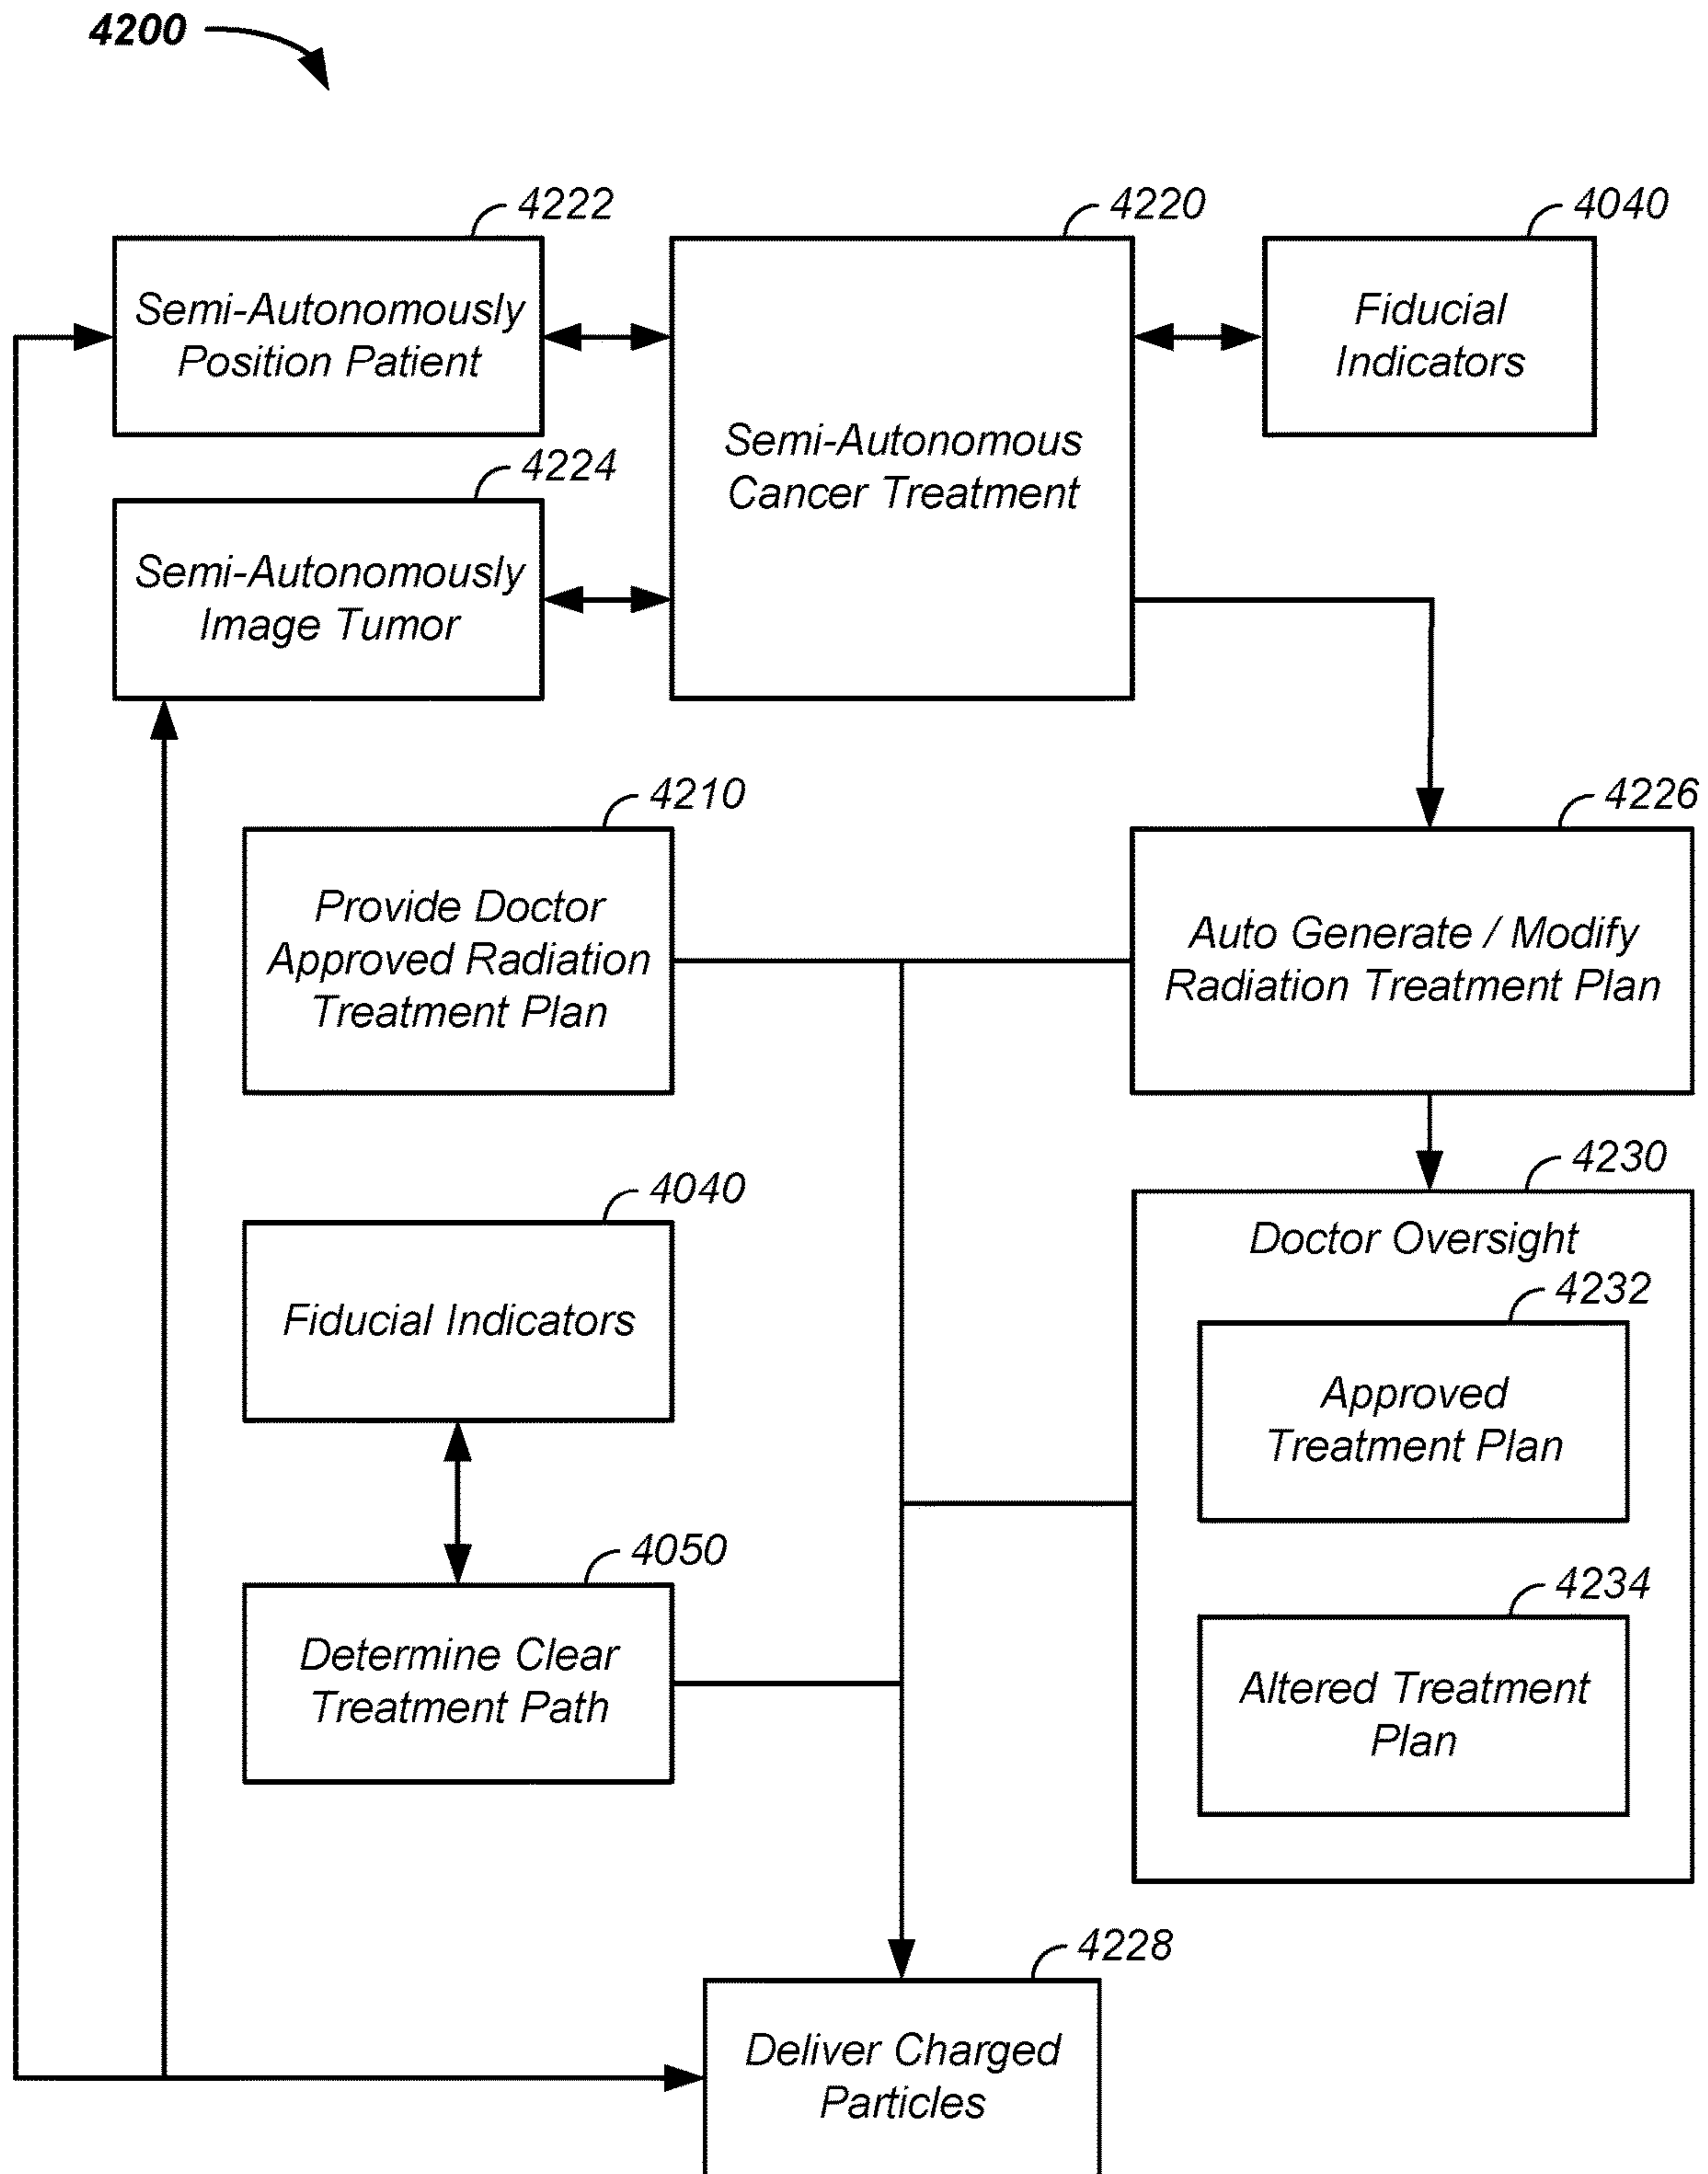 4200
4222
4220
4040
Semi-Autonomously
Position Patient
Fiducial
Indicators
Semi-Autonomous
Cancer Treatment
4224
Semi-Autonomously
Image Tumor
4210
4226
Provide Doctor
Approved Radiation
Treatment Plan
Auto Generate / Modify
Radiation Treatment Plan
4040
4230
Fiducial Indicators
Doctor Oversight
4232
Approved
Treatment Plan
4050
4234
Determine Clear
Treatment Path
Altered Treatment
Plan
4228
Deliver Charged
Particles